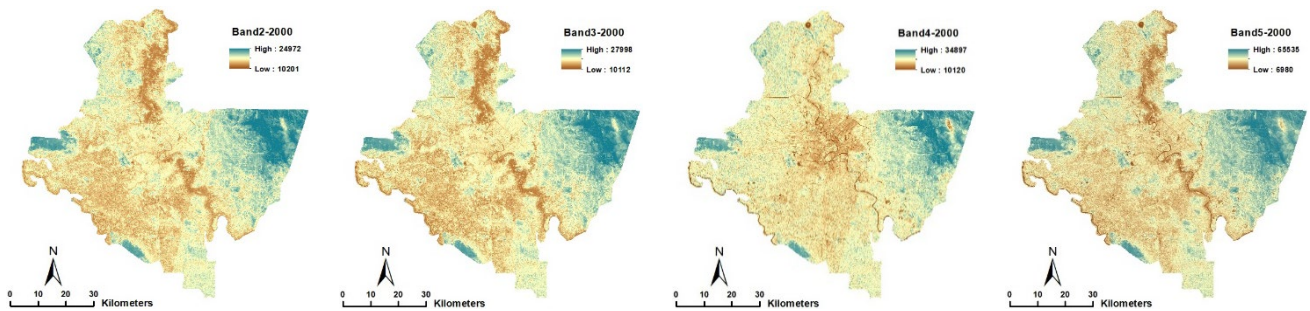 Band2-2000
High : 24972
Low : 10201
N
0 10 20 30
Kilometers
Band3-2000
High : 27998
Low : 10112
N
0 10 20 30
Kilometers
Band4-2000
High : 34897
Low : 10120
N
0 10 20 30
Kilometers
Band5-2000
High : 65535
Low : 6980
N
0 10 20 30
Kilometers